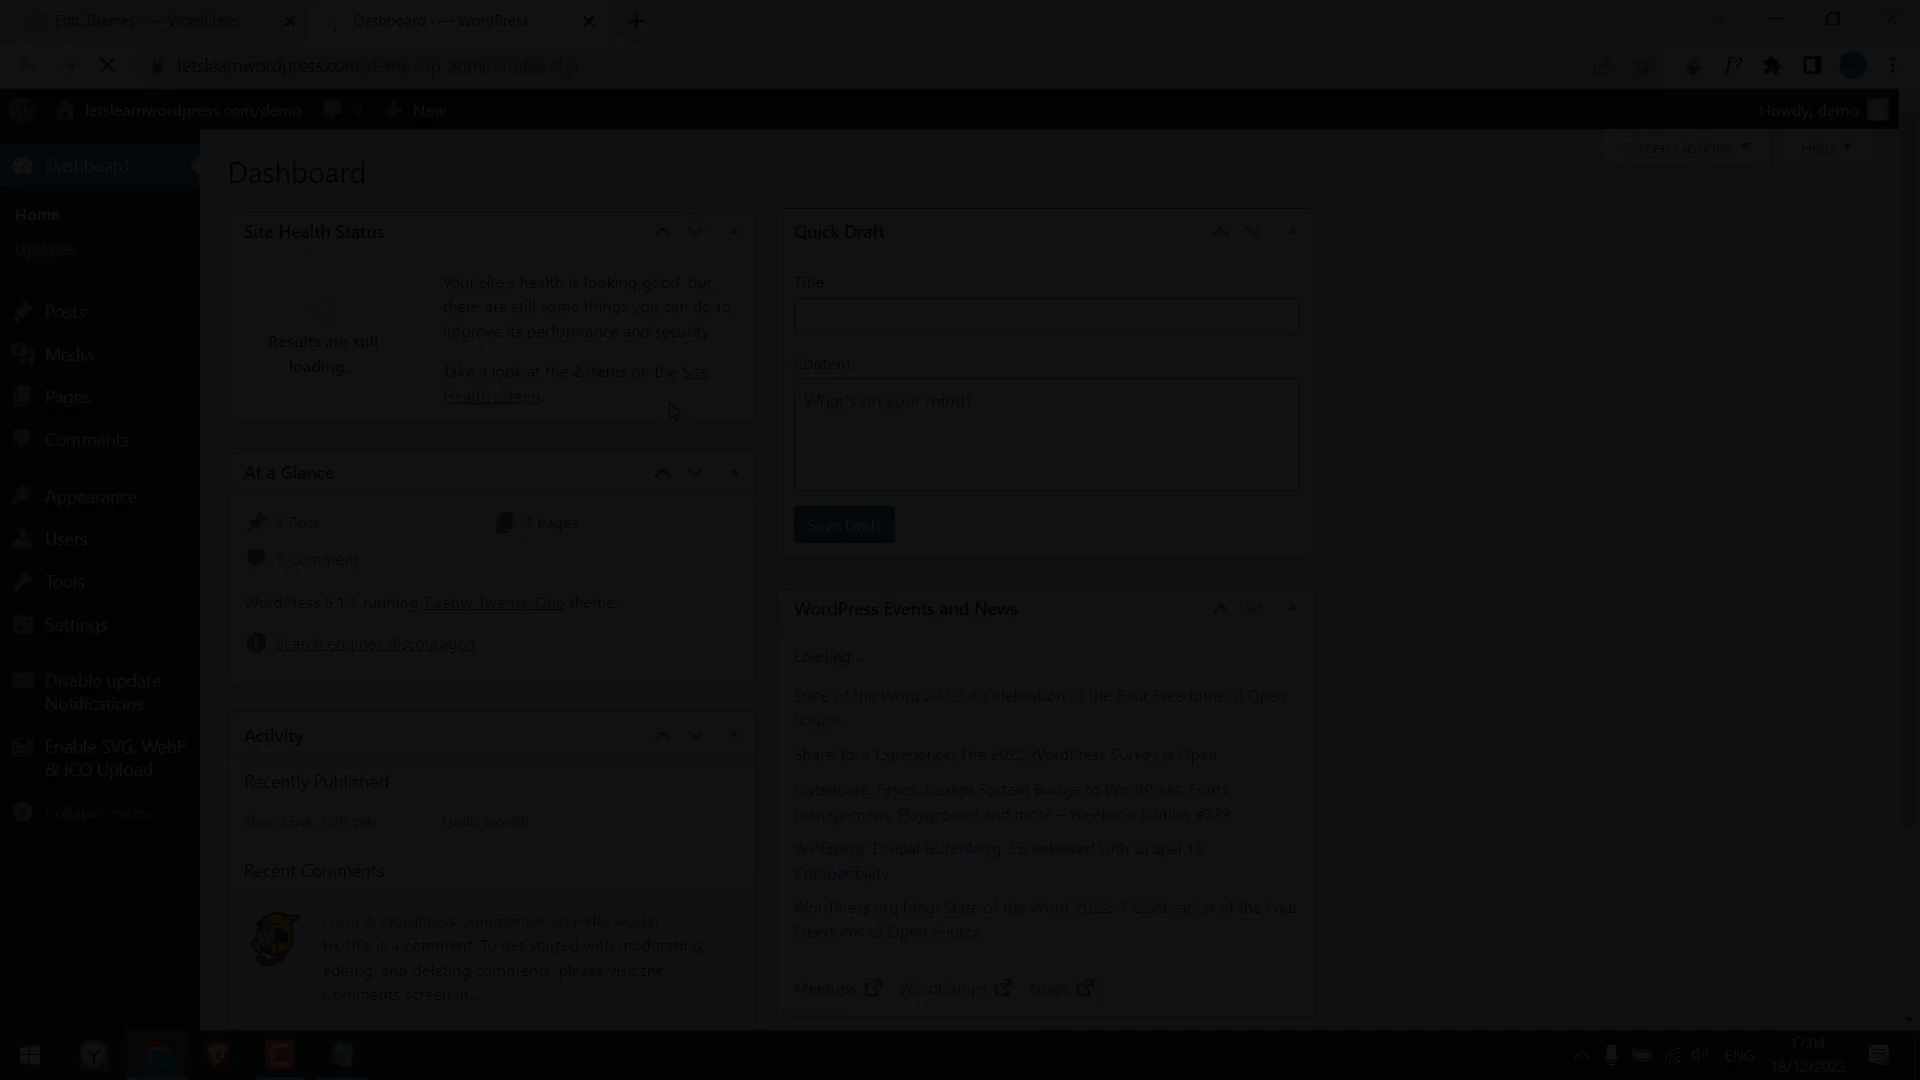 Edit Themes — WordPress
Dashboard ‹ — WordPress
letslearnwordpress.com/demo/wp-admin/index.php
letslearnwordpress.com/demo
New
Howdy, demo
Screen Options
Help
Dashboard
Home
Updates
Posts
Media
Pages
Comments
Appearance
Users
Tools
Settings
Disable update
Notifications
Enable SVG, WebP
& ICO Upload
Collapse menu
Dashboard
Site Health Status
Results are still
loading...
Your site's health is looking good, but
there are still some things you can do to
improve its performance and security.
Take a look at the 2 items on the Site
Health screen.
At a Glance
1 Post
Pages
1 Comment
WordPress 6.1.1 running Twenty Twenty-One theme.
Search engines discouraged
Activity
Recently Published
Nov 23rd, 7:28 pm
Hello world!
Recent Comments
From A WordPress Commenter on Hello world!
Hi, this is a comment. To get started with moderating,
editing, and deleting comments, please visit the
Comments screen in...
Quick Draft
Title
Content
What's on your mind?
Save Draft
WordPress Events and News
Loading...
State of the Word 2022: A Celebration of the Four Freedoms of Open
Source
Share Your Experience: The 2022 WordPress Survey is Open
Gutenberg Times: Design System Bridge to WordPress, Fonts
management, Playground and more – Weekend Edition #239
WPTavern: Drupal Gutenberg 2.6 Released with Drupal 10
Compatibility
WordPress.org blog: State of the Word 2022: A Celebration of the Four
Freedoms of Open Source
Meetups
WordCamps
News
ENG
17:04
16/12/2022